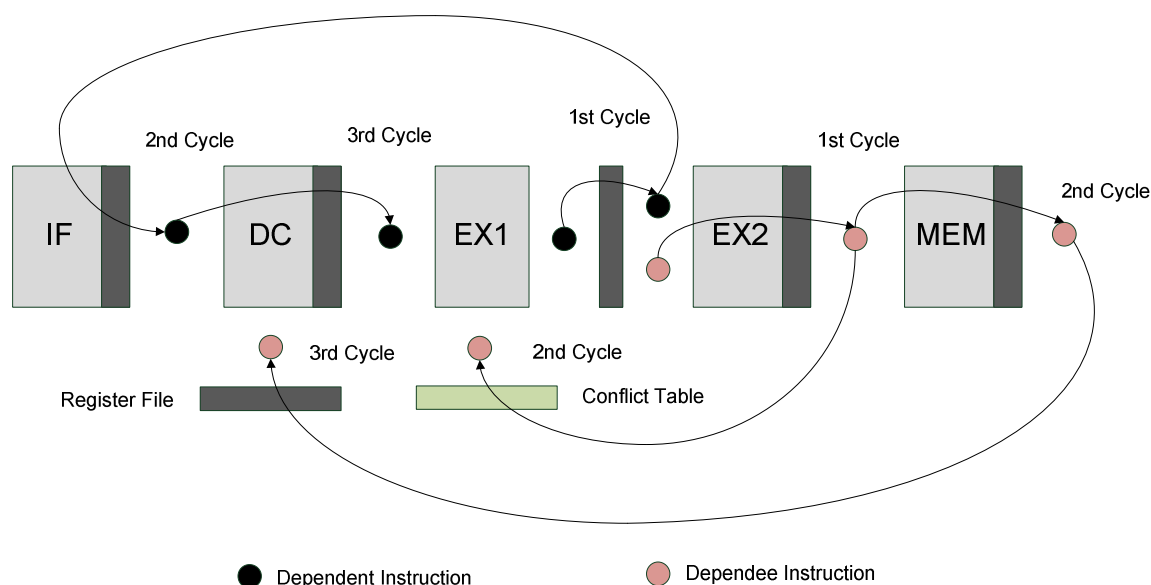 1st Cycle
2nd Cycle
3rd Cycle
1st Cycle
2nd Cycle
IF
DC
EX1
EX2
MEM
3rd Cycle
2nd Cycle
Register File
Conflict Table
Dependent Instruction
Dependee Instruction